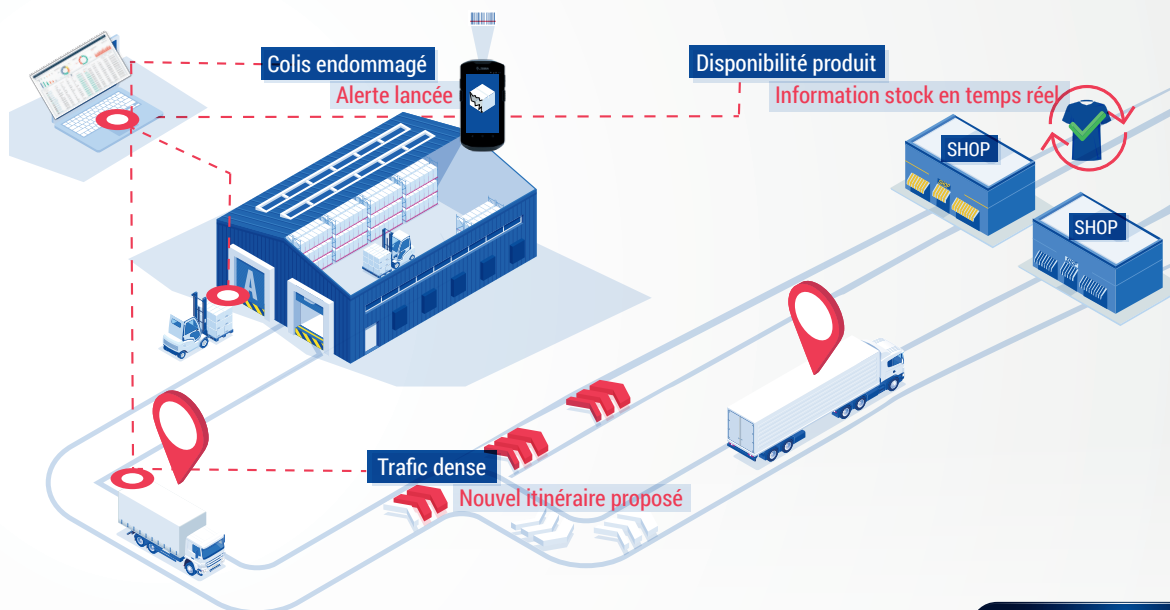 Colis endommagé
Alerte lancée
Disponibilité produit
Information stock en temps réel
SHOP
SHOP
A
Trafic dense
Nouvel itinéraire proposé